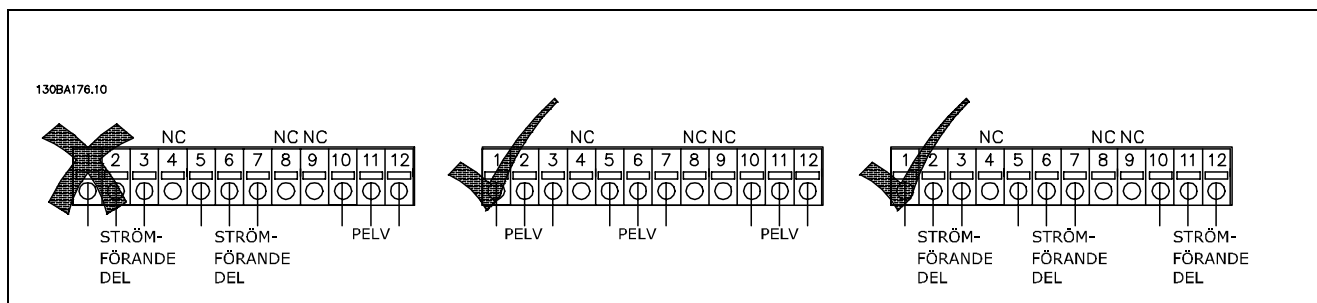 130BA176.10
NC NC NC
2 3 4 5 6 7 8 9 10 11 12
STRÖM-
FÖRANDE
DEL
STRÖM-
FÖRANDE
DEL
PELV
NC NC NC
1 2 3 4 5 6 7 8 9 10 11 12
PELV PELV PELV
NC NC NC
1 2 3 4 5 6 7 8 9 10 11 12
STRÖM-
FÖRANDE
DEL
STRÖM-
FÖRANDE
DEL
STRÖM-
FÖRANDE
DEL